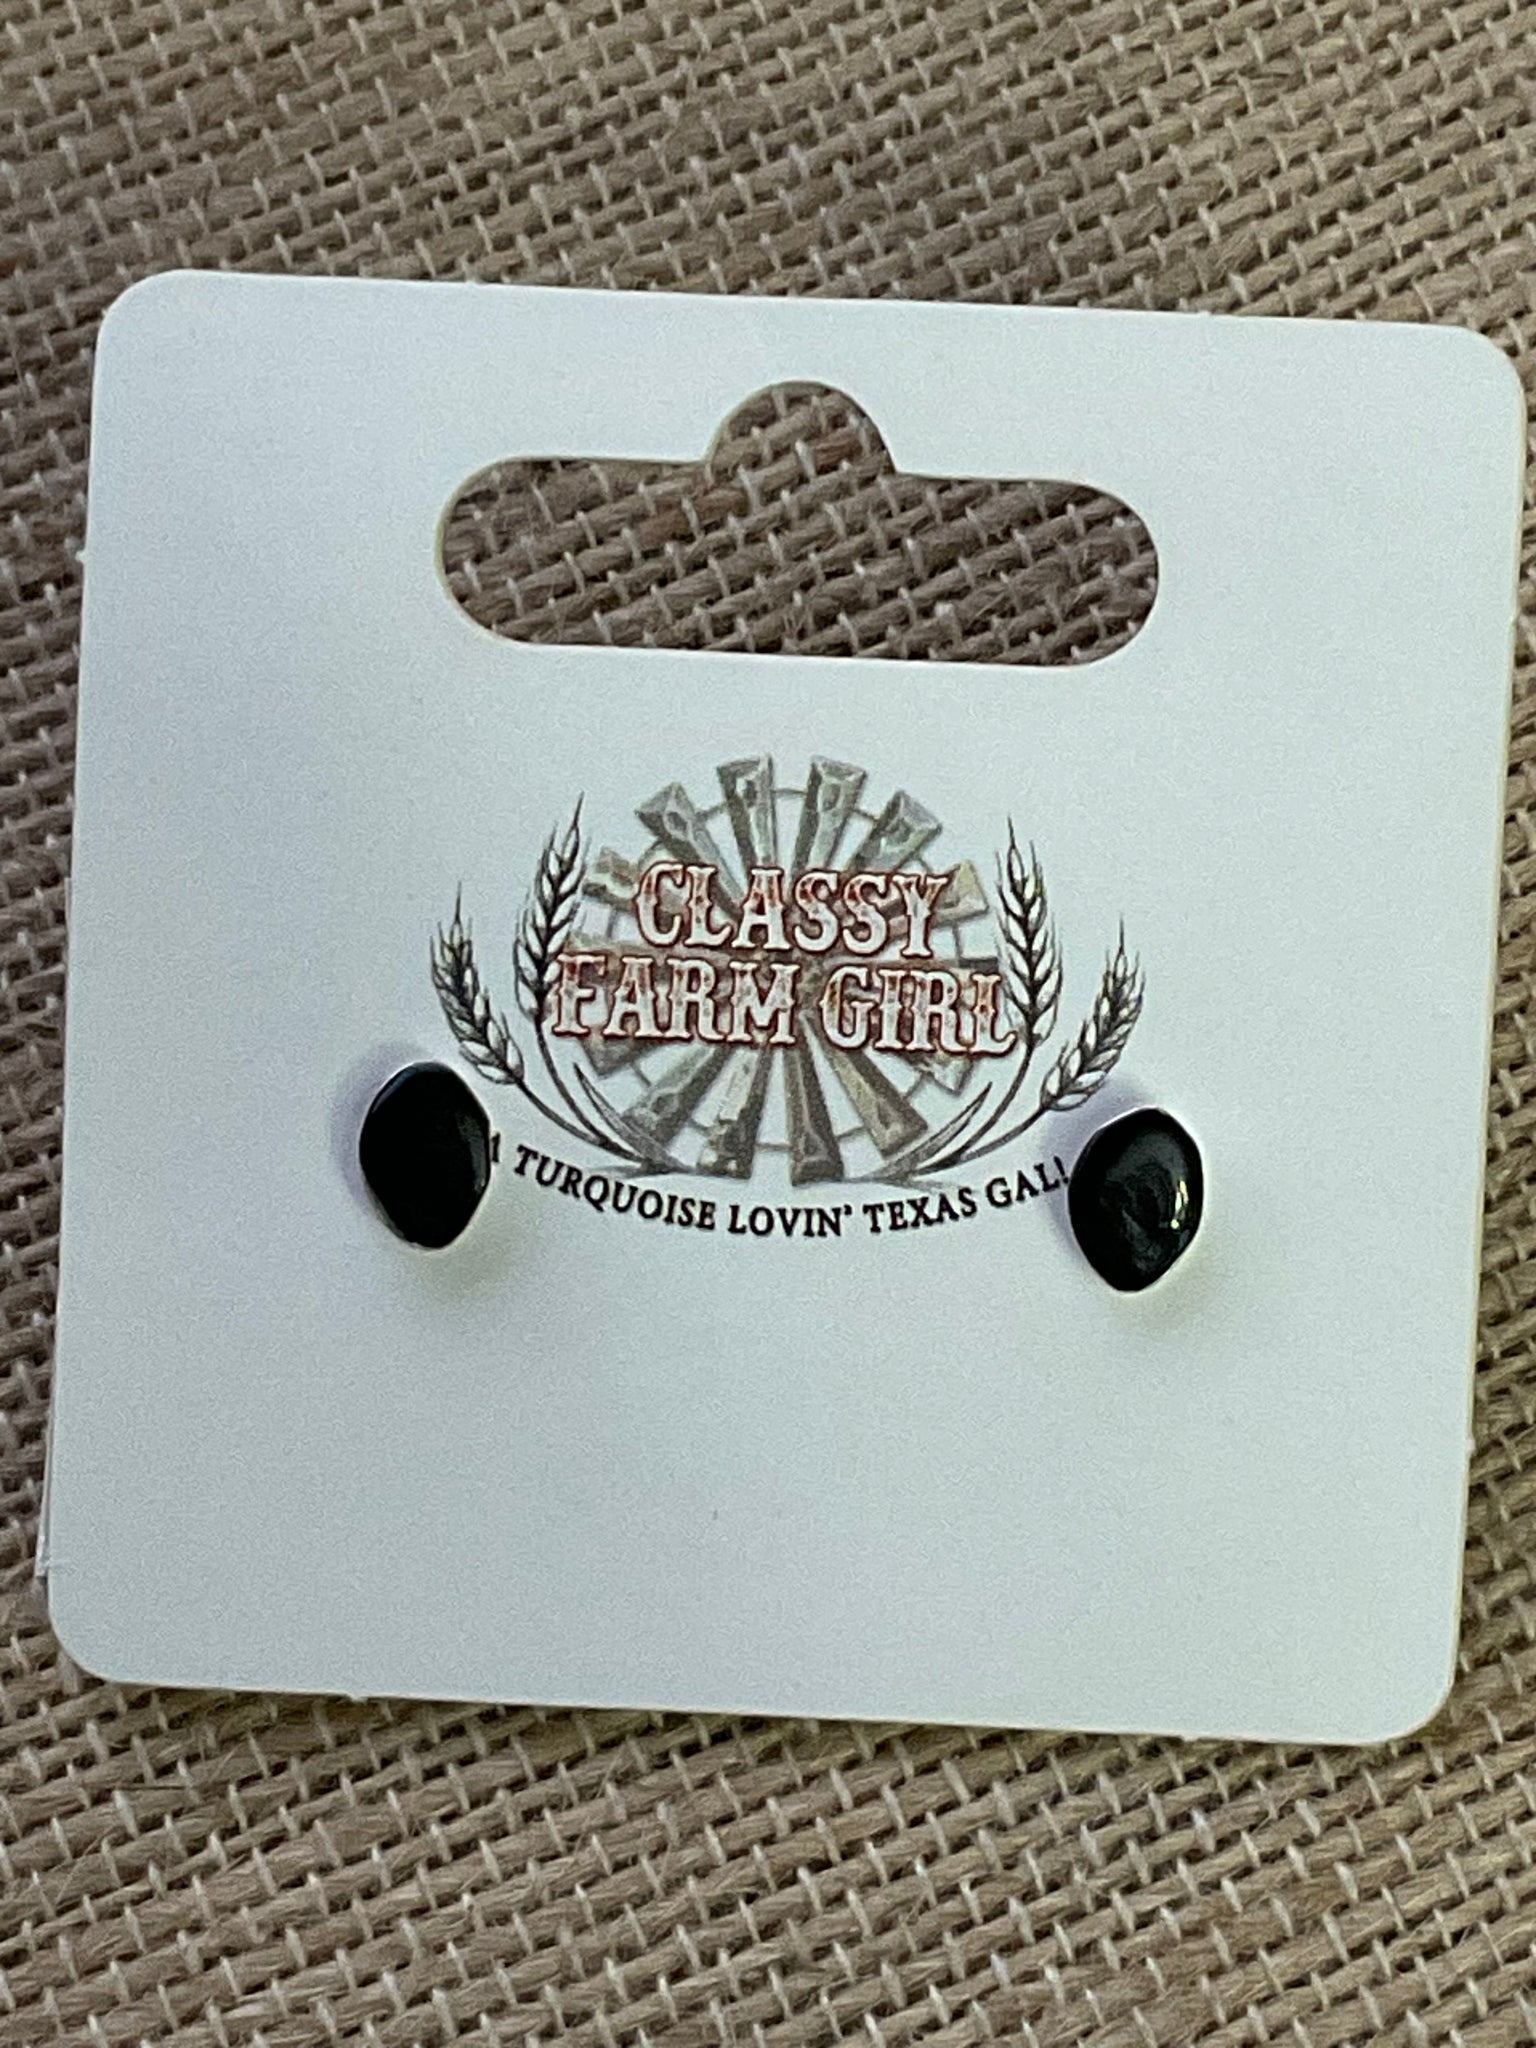 CLASSY
FARM GIRL
TURQUOISE LOVIN' TEXAS GAL!